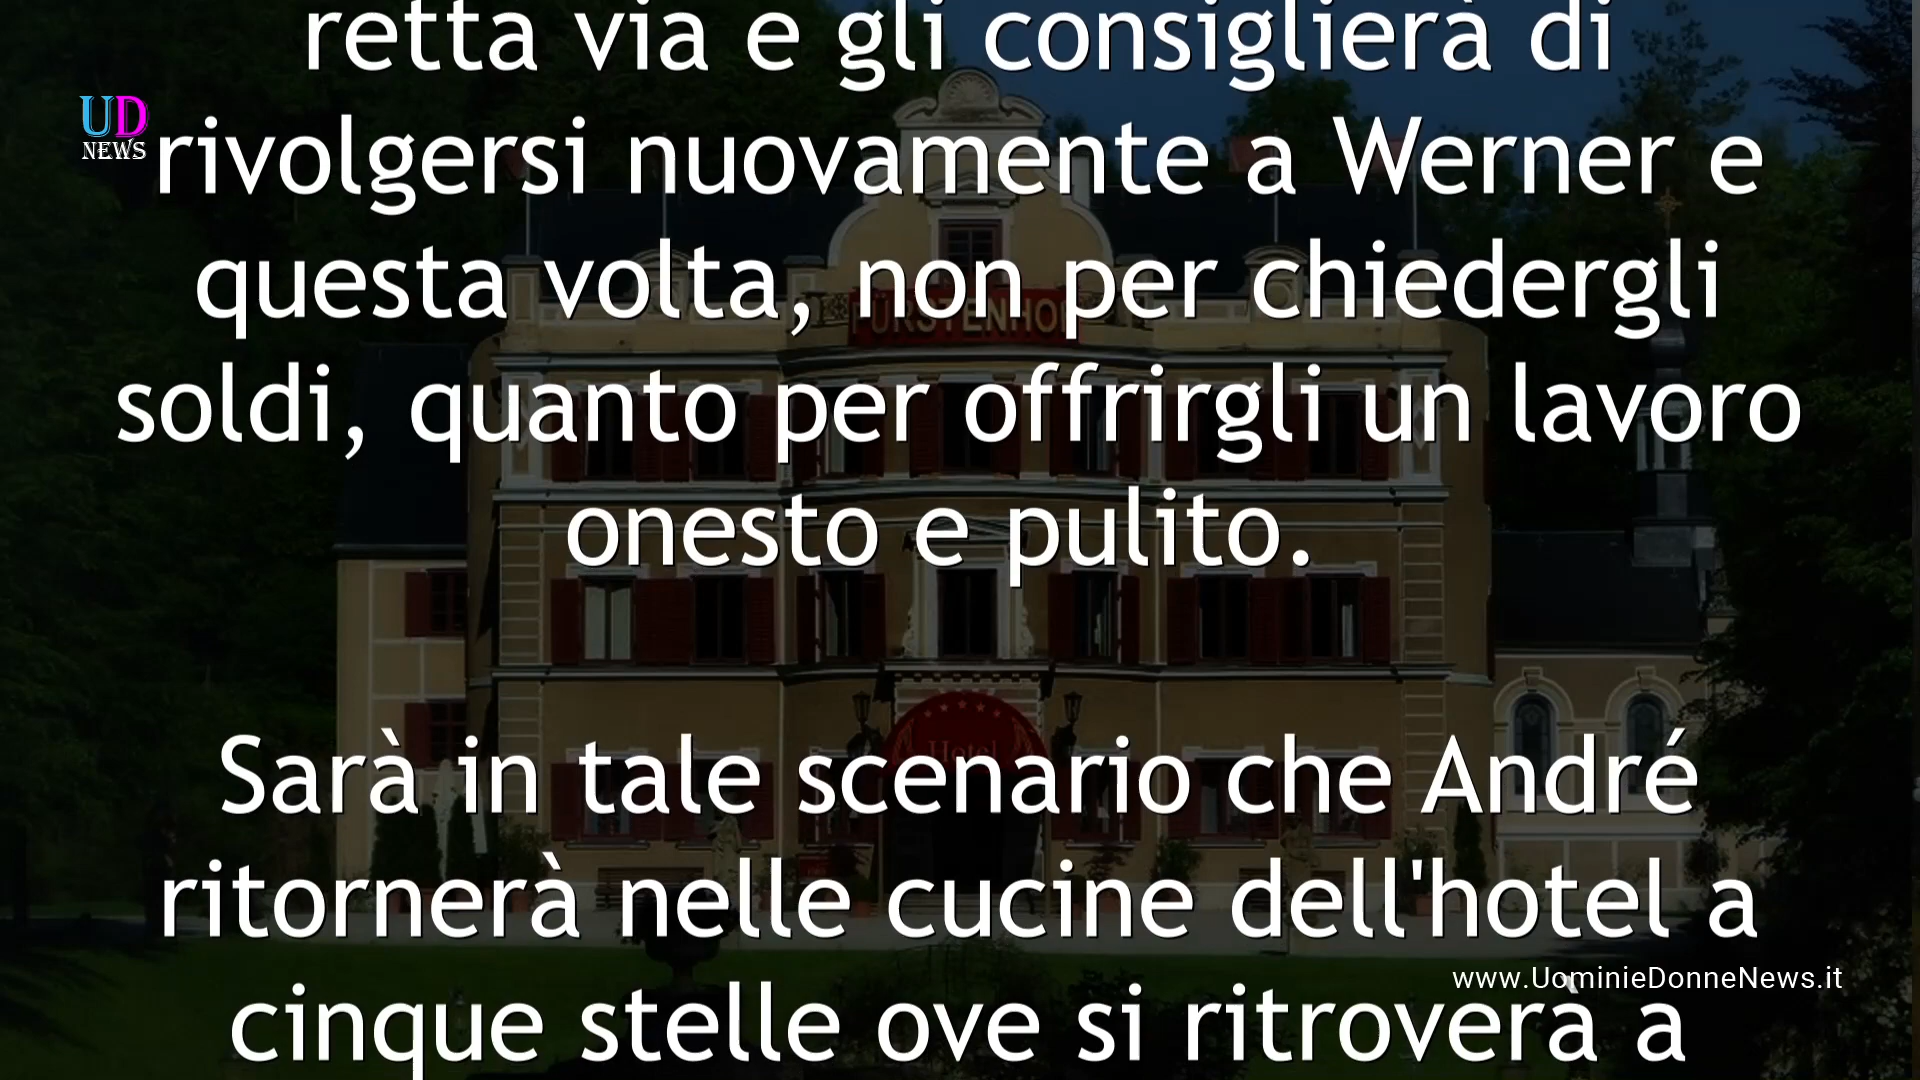 retta via e gli consiglierà di
UD
NEWS
rivolgersi nuovamente a Werner e
questa volta, non per chiedergli
FÜRSTENHOF
soldi, quanto per offrirgli un lavoro
onesto e pulito.
Hotel
Sarà in tale scenario che André
ritornerà nelle cucine dell'hotel a
www.UominieDonneNews.it
cinque stelle ove si ritroverà a